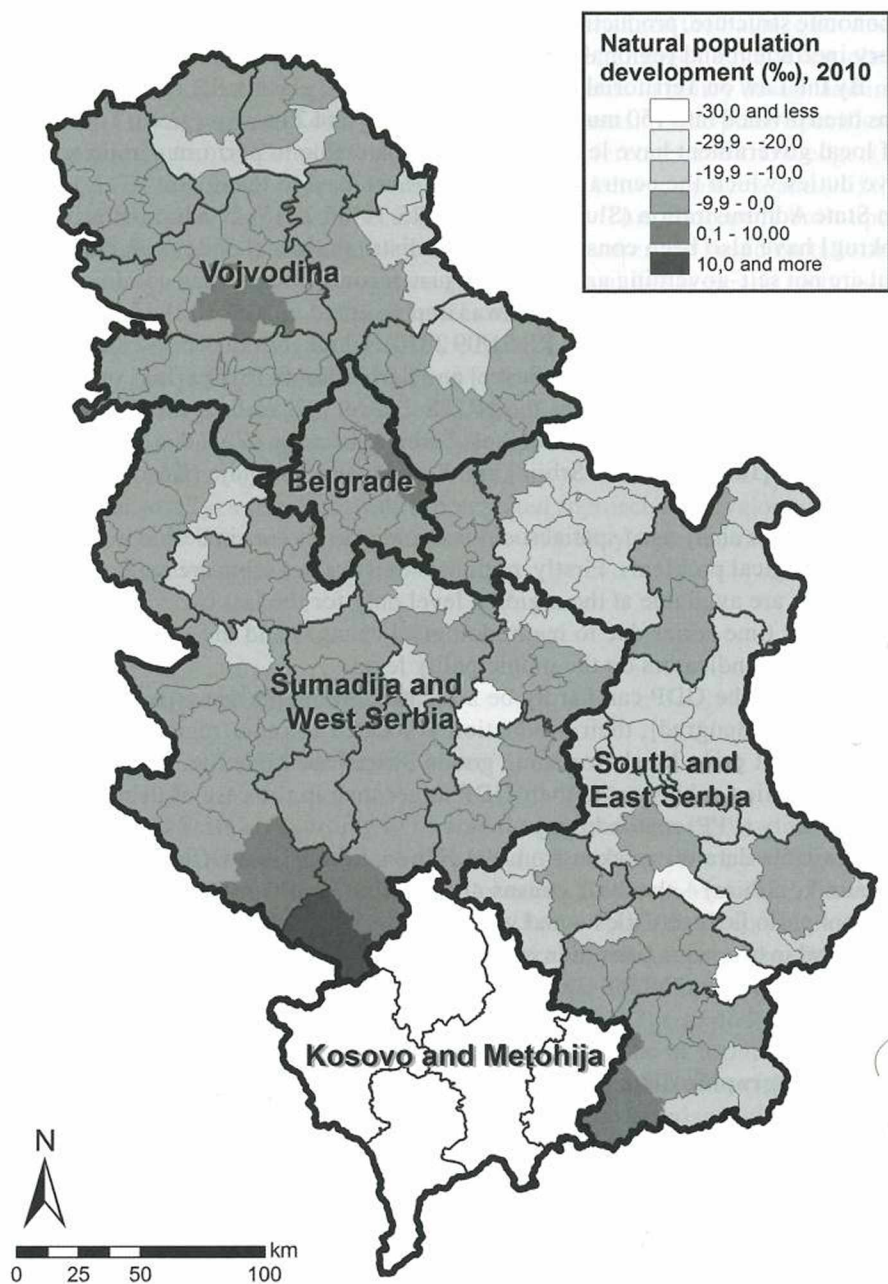 Natural population
development (‰), 2010
-30,0 and less
-29,9 - -20,0
-19,9 - -10,0
-9,9 - 0,0
0,1 - 10,00
10,0 and more
Vojvodina
Belgrade
Šumadija and
West Serbia
South and
East Serbia
Kosovo and Metohija
N
km
0 25 50 100